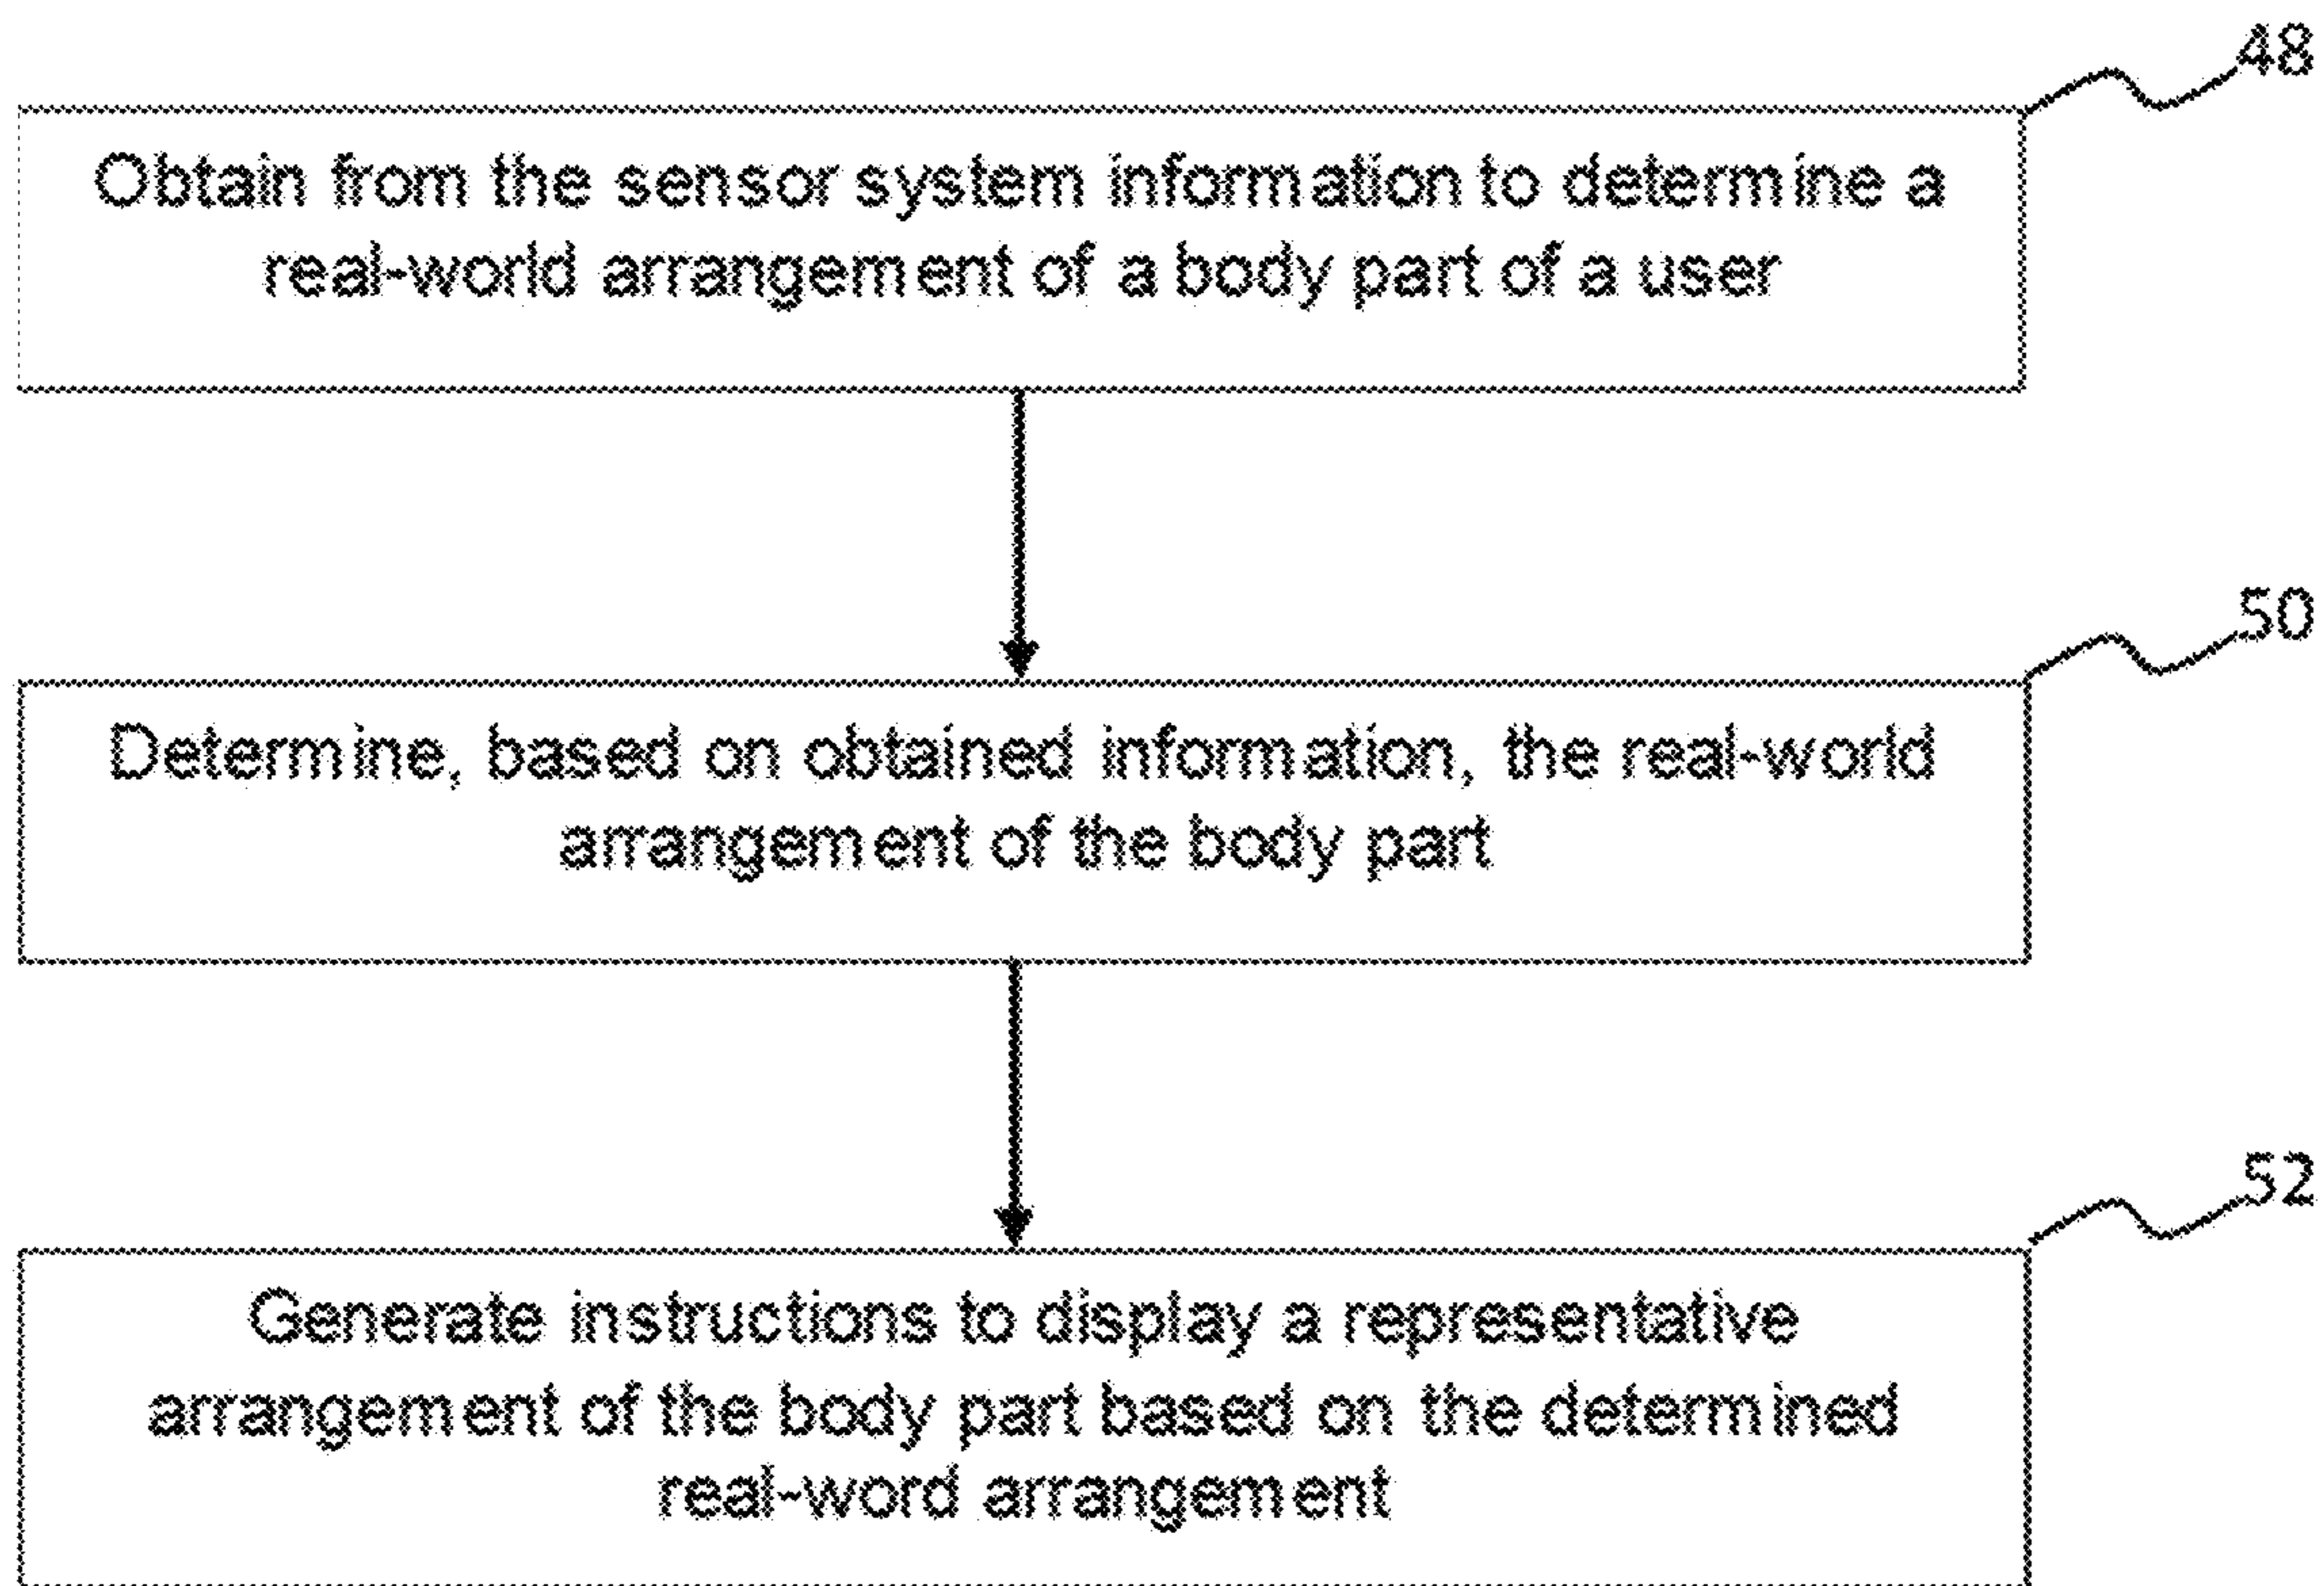 48
Obtain from the sensor system information to determine a
real-world arrangement of a body part of a user
50
Determine, based on obtained information, the real-world
arrangement of the body part
52
Generate instructions to display a representative
arrangement of the body part based on the determined
real-word arrangement